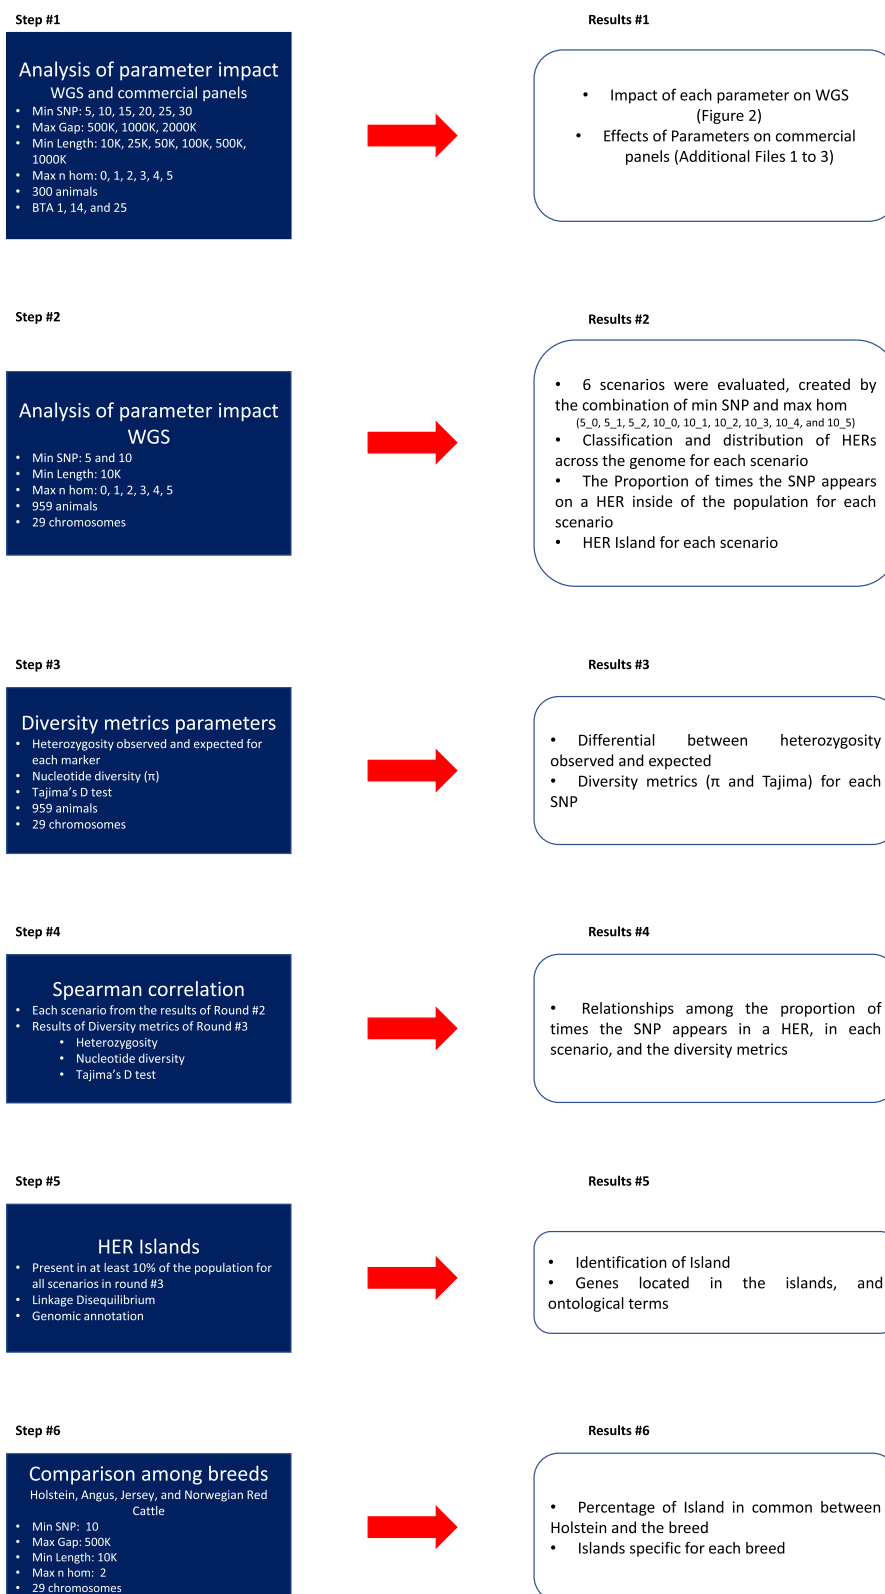 Step #1
Results #1
Analysis of parameter impact
WGS and commercial panels
• Min SNP: 5, 10, 15, 20, 25, 30
• Max Gap: 500K, 1000K, 2000K
• Min Length: 10K, 25K, 50K, 100K, 500K,
1000K
• Max n hom: 0, 1, 2, 3, 4, 5
• 300 animals
• BTA 1, 14, and 25
• Impact of each parameter on WGS
(Figure 2)
• Effects of Parameters on commercial
panels (Additional Files 1 to 3)
Step #2
Results #2
Analysis of parameter impact
WGS
• Min SNP: 5 and 10
• Min Length: 10K
• Max n hom: 0, 1, 2, 3, 4, 5
• 959 animals
• 29 chromosomes
• 6 scenarios were evaluated, created by
the combination of min SNP and max hom
(5_0, 5_1, 5_2, 10_0, 10_1, 10_2, 10_3, 10_4, and 10_5)
• Classification and distribution of HERs
across the genome for each scenario
• The Proportion of times the SNP appears
on a HER inside of the population for each
scenario
• HER Island for each scenario
Step #3
Results #3
Diversity metrics parameters
• Heterozygosity observed and expected for
each marker
• Nucleotide diversity (π)
• Tajima's D test
• 959 animals
• 29 chromosomes
• Differential between heterozygosity
observed and expected
• Diversity metrics (π and Tajima) for each
SNP
Step #4
Results #4
Spearman correlation
• Each scenario from the results of Round #2
• Results of Diversity metrics of Round #3
• Heterozygosity
• Nucleotide diversity
• Tajima's D test
• Relationships among the proportion of
times the SNP appears in a HER, in each
scenario, and the diversity metrics
Step #5
Results #5
HER Islands
• Present in at least 10% of the population for
all scenarios in round #3
• Linkage Disequilibrium
• Genomic annotation
• Identification of Island
• Genes located in the islands, and
ontological terms
Step #6
Results #6
Comparison among breeds
Holstein, Angus, Jersey, and Norwegian Red
Cattle
• Min SNP: 10
• Max Gap: 500K
• Min Length: 10K
• Max n hom: 2
• 29 chromosomes
• Percentage of Island in common between
Holstein and the breed
• Islands specific for each breed